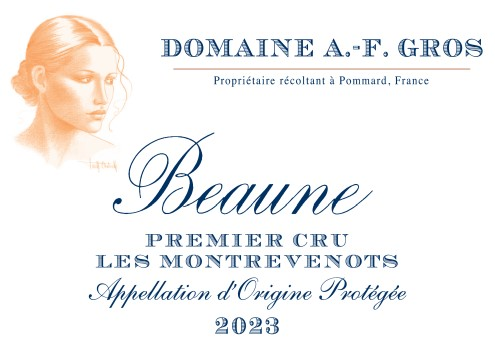 DOMAINE A.-F. GROS
Propriétaire récoltant à Pommard, France
Beaune
PREMIER CRU
LES MONTREVENOTS
Appellation d'Origine Protégée
2023